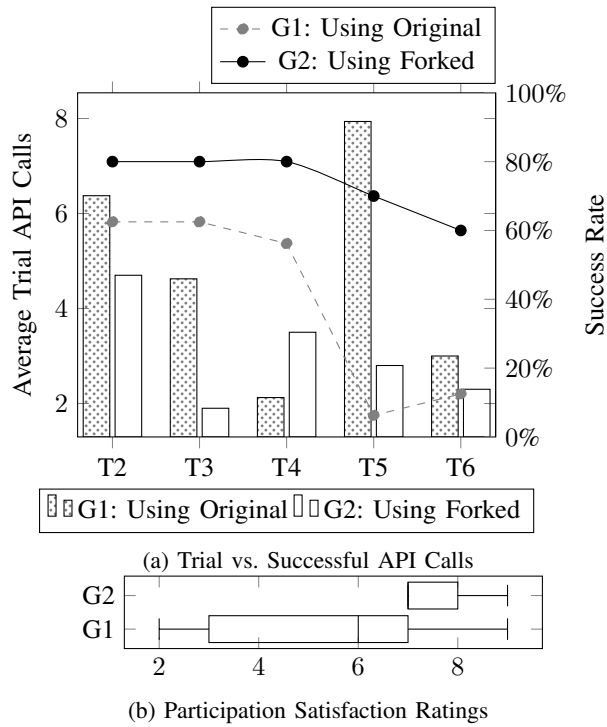 G1: Using Original
G2: Using Forked
Average Trial API Calls
8
6
4
2
100%
80%
60%
40%
20%
0%
Success Rate
T2 T3 T4 T5 T6
G1: Using Original G2: Using Forked
(a) Trial vs. Successful API Calls
G2
G1
2 4 6 8
(b) Participation Satisfaction Ratings